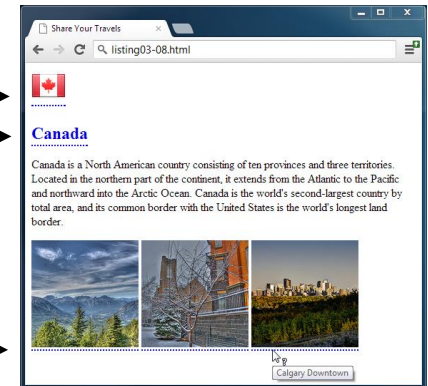 Share Your Travels
listing03-08.html
Canada
Canada is a North American country consisting of ten provinces and three territories.
Located in the northern part of the continent, it extends from the Atlantic to the Pacific
and northward into the Arctic Ocean. Canada is the world's second-largest country by
total area, and its common border with the United States is the world's longest land
border.
Calgary Downtown